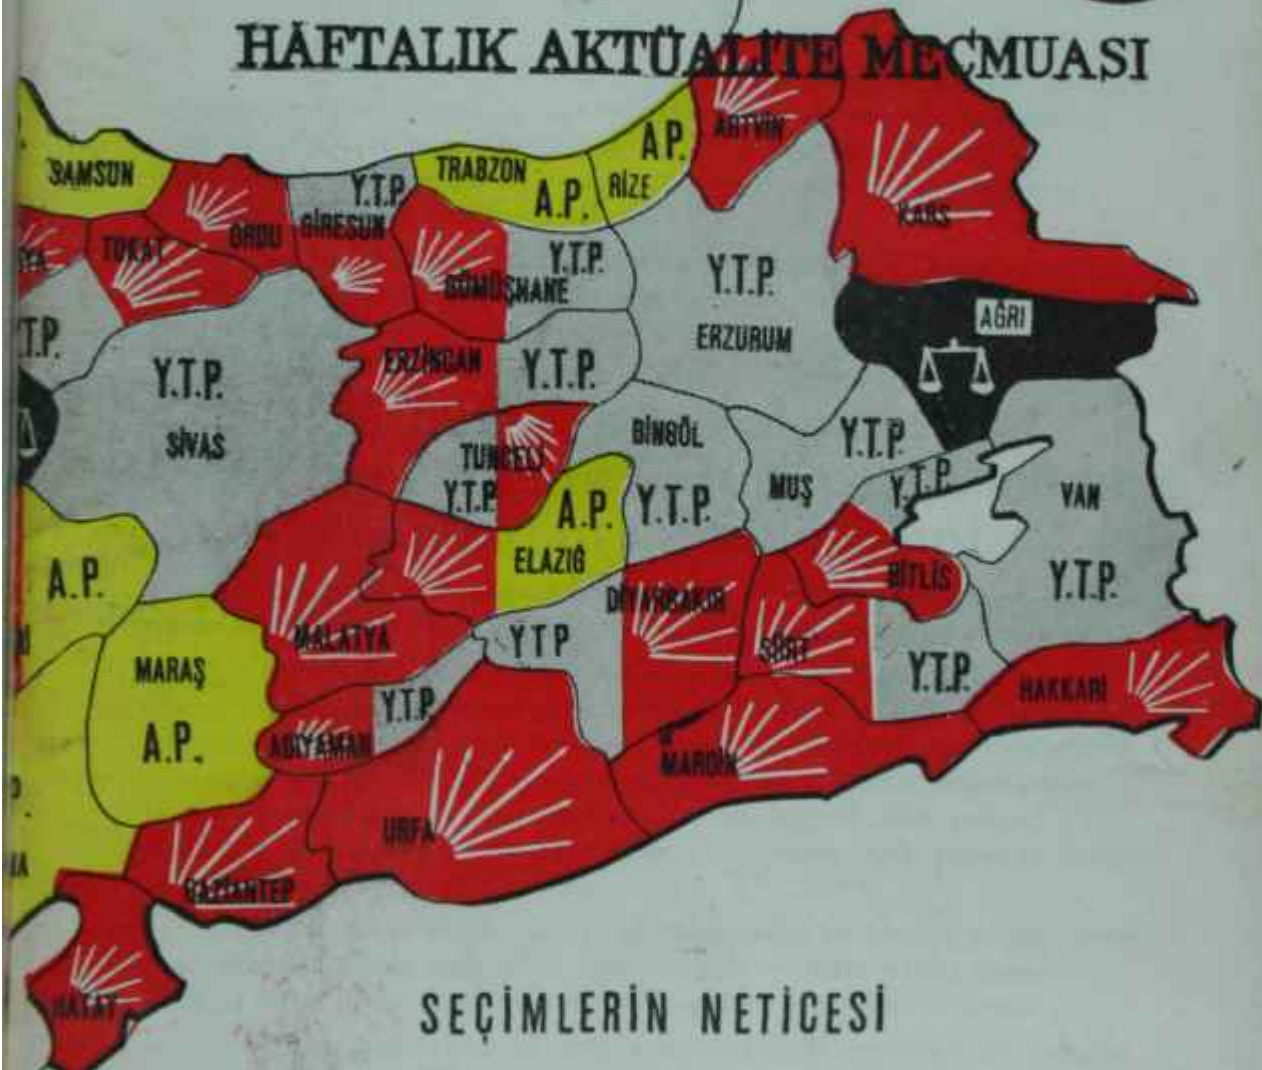 HAFTALIK AKTÜALİTE MECMUASI
ARTVİN
A.P.
SAMSUN
TRABZON
A.P.
RİZE
Y.T.P.
ORDU
GİRESUN
KARS
TOKAT
Y.T.P.
GÜMÜŞHANE
Y.T.P.
ERZURUM
AĞRI
T.P.
ERZİNCAN
Y.T.P.
Y.T.P.
SİVAS
BİNGÖL
Y.T.P.
TUNCELİ
Y.T.P.
Y.T.P.
MUŞ
Y.T.P.
VAN
A.P.
ELAZIĞ
Y.T.P.
A.P.
BİTLİS
Y.T.P.
DİYARBAKIR
MALATYA
YTP
SİİRT
MARAŞ
Y.T.P.
HAKKARİ
Y.T.P.
A.P.
ADIYAMAN
MARDİN
URFA
GAZİANTEP
HATAY
SEÇİMLERİN NETİCESİ